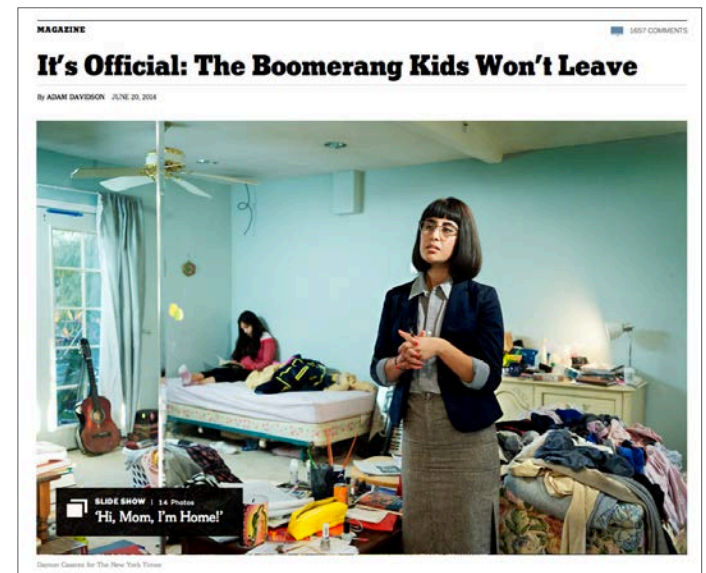 MAGAZINE
1657 COMMENTS
It's Official: The Boomerang Kids Won't Leave
By ADAM DAVIDSON JUNE 20, 2014
SLIDE SHOW | 14 Photos
'Hi, Mom, I'm Home!'
Damon Casarez for The New York Times